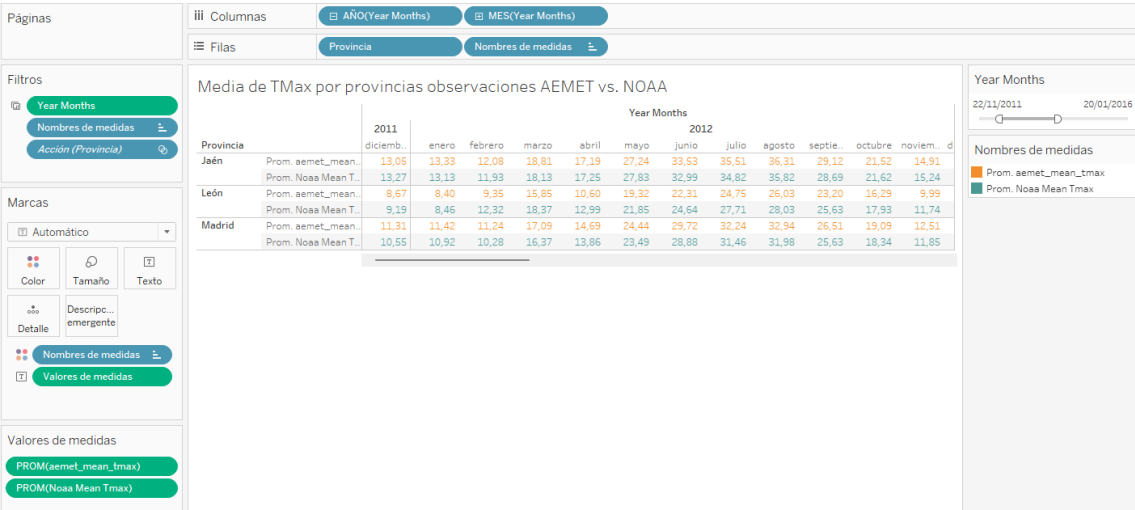 Páginas
Columnas
AÑO(Year Months) MES(Year Months)
Filas
Provincia Nombres de medidas
Filtros
Year Months
Nombres de medidas
Acción (Provincia)
Marcas
Automático
Color Tamaño Texto
Detalle Descripc... emergente
Nombres de medidas
Valores de medidas
Valores de medidas
PROM(aemet_mean_tmax)
PROM(Noaa Mean Tmax)
Media de TMax por provincias observaciones AEMET vs. NOAA
Year Months
2011 2012
Provincia diciemb.. enero febrero marzo abril mayo junio julio agosto septie.. octubre noviem.. d
Jaén Prom. aemet_mean.. 13,05 13,33 12,08 18,81 17,19 27,24 33,53 35,51 36,31 29,12 21,52 14,91
Prom. Noaa Mean T.. 13,27 13,13 11,93 18,13 17,25 27,83 32,99 34,82 35,82 28,69 21,62 15,24
León Prom. aemet_mean.. 8,67 8,40 9,35 15,85 10,60 19,32 22,31 24,75 26,03 23,20 16,29 9,99
Prom. Noaa Mean T.. 9,19 8,46 12,32 18,37 12,99 21,85 24,64 27,71 28,03 25,63 17,93 11,74
Madrid Prom. aemet_mean.. 11,31 11,42 11,24 17,09 14,69 24,44 29,72 32,24 32,94 26,51 19,09 12,51
Prom. Noaa Mean T.. 10,55 10,92 10,28 16,37 13,86 23,49 28,88 31,46 31,98 25,63 18,34 11,85
Year Months
22/11/2011 20/01/2016
Nombres de medidas
Prom. aemet_mean_tmax
Prom. Noaa Mean Tmax